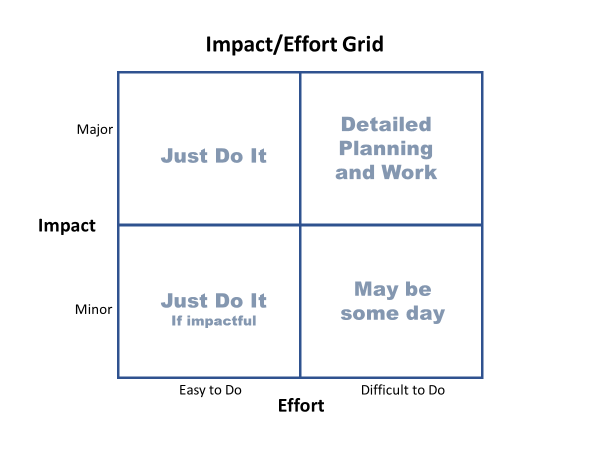 Impact/Effort Grid
Major
Just Do It
Detailed
Planning
and Work
Impact
Minor
Just Do It
If impactful
May be
some day
Easy to Do
Difficult to Do
Effort